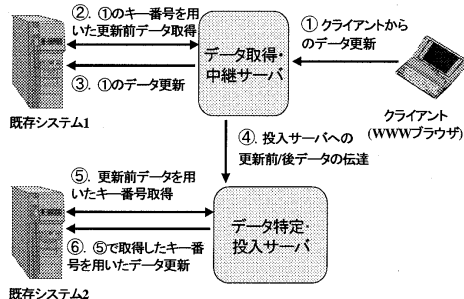 ②. ①のキー番号を用
いた更新前データ取得
③. ①のデータ更新
既存システム1
データ取得・
中継サーバ
① クライアントから
のデータ更新
クライアント
(WWWブラウザ)
④. 投入サーバへの
更新前/後データの伝達
⑤. 更新前データを用
いたキー番号取得
⑥. ⑤で取得したキー番
号を用いたデータ更新
既存システム2
データ特定・
投入サーバ